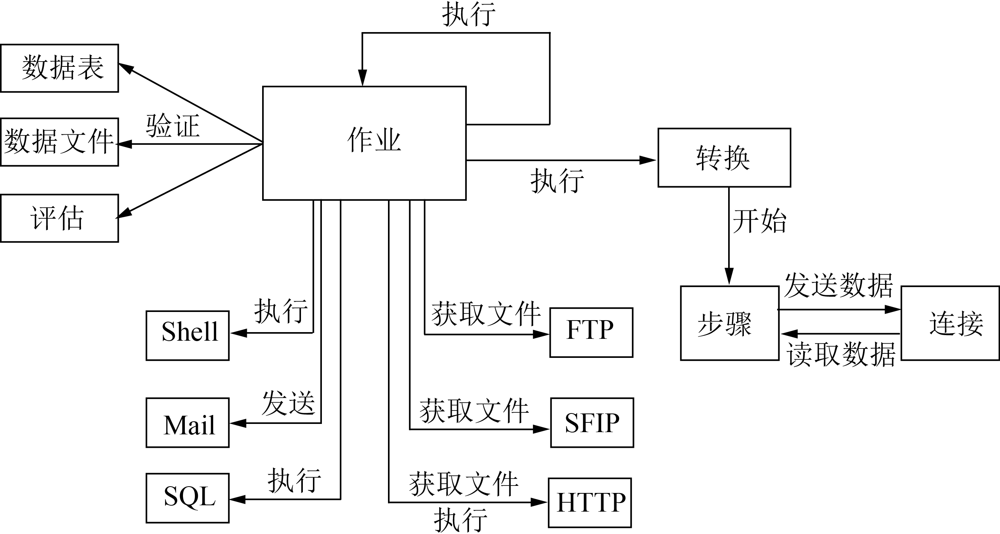 执行
数据表
验证
数据文件
作业
转换
执行
评估
开始
发送数据
执行
获取文件
Shell
FTP
步骤
连接
读取数据
发送
获取文件
Mail
SFIP
执行
获取文件
SQL
HTTP
执行